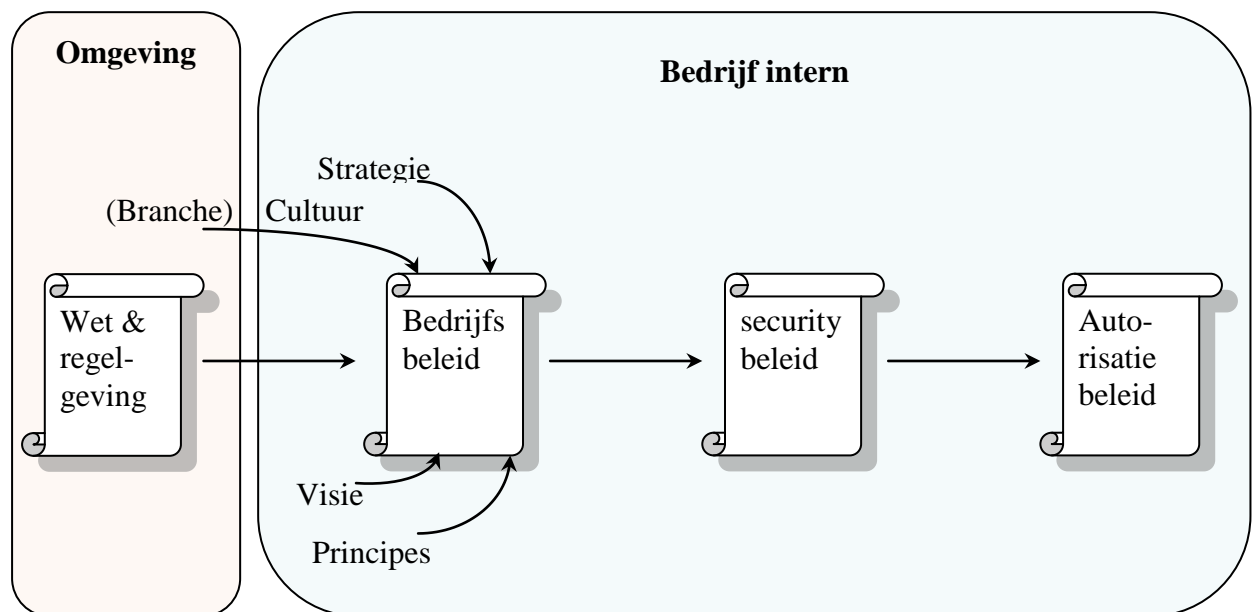 Omgeving
Bedrijf intern
Strategie
(Branche) Cultuur
Wet &
regel-
geving
Bedrijfs
beleid
security
beleid
Auto-
risatie
beleid
Visie
Principes